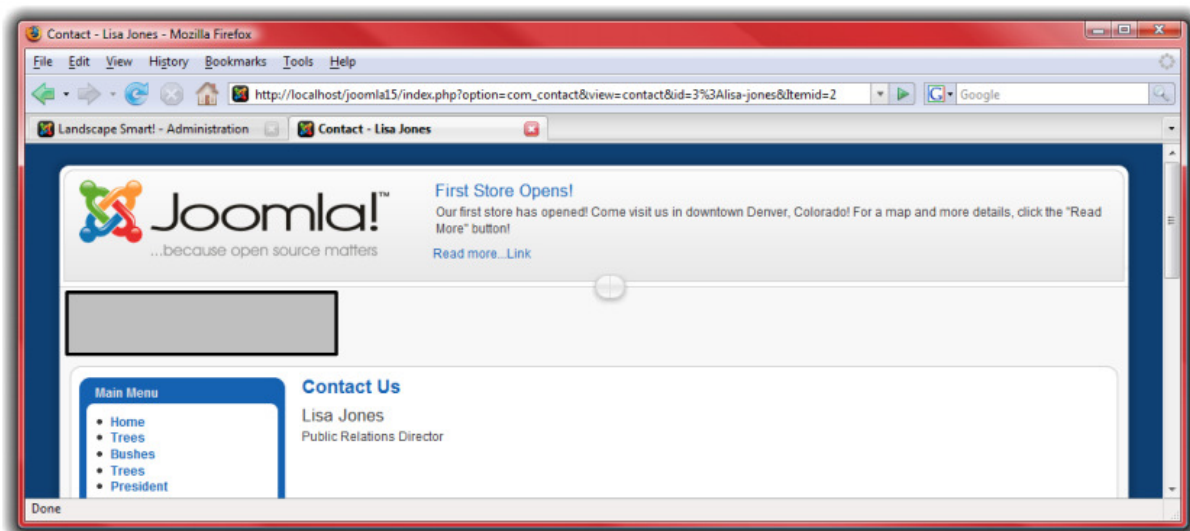 Contact - Lisa Jones - Mozilla Firefox
File Edit View History Bookmarks Tools Help
http://localhost/joomla15/index.php?option=com_contact&view=contact&id=3%3Alisa-jones&Itemid=2
Google
Landscape Smart! - Administration
Contact - Lisa Jones
Joomla!™
...because open source matters
First Store Opens!
Our first store has opened! Come visit us in downtown Denver, Colorado! For a map and more details, click the "Read
More" button!
Read more...Link
Main Menu
Home
Trees
Bushes
Trees
President
Contact Us
Lisa Jones
Public Relations Director
Done